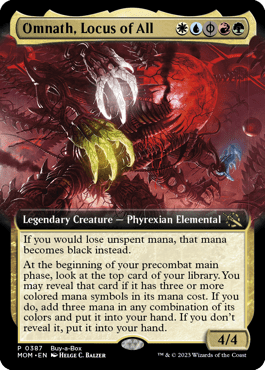 Omnath, Locus of All
Legendary Creature — Phyrexian Elemental
If you would lose unspent mana, that mana
becomes black instead.
At the beginning of your precombat main
phase, look at the top card of your library. You
may reveal that card if it has three or more
colored mana symbols in its mana cost. If you
do, add three mana in any combination of its
colors and put it into your hand. If you don't
reveal it, put it into your hand.
4/4
P 0387 Buy-a-Box
MOM • EN HELGE C. BALZER
™ & © 2023 Wizards of the Coast